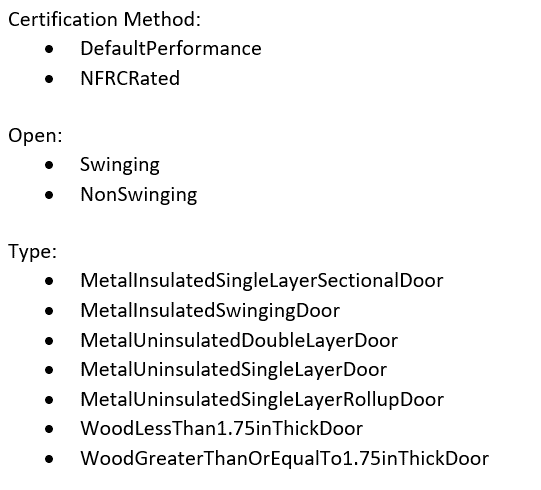 Certification Method:
• DefaultPerformance
• NFRCRated
Open:
• Swinging
• NonSwinging
Type:
• MetalInsulatedSingleLayerSectionalDoor
• MetalInsulatedSwingingDoor
• MetalUninsulatedDoubleLayerDoor
• MetalUninsulatedSingleLayerDoor
• MetalUninsulatedSingleLayerRollupDoor
• WoodLessThan1.75inThickDoor
• WoodGreaterThanOrEqualTo1.75inThickDoor